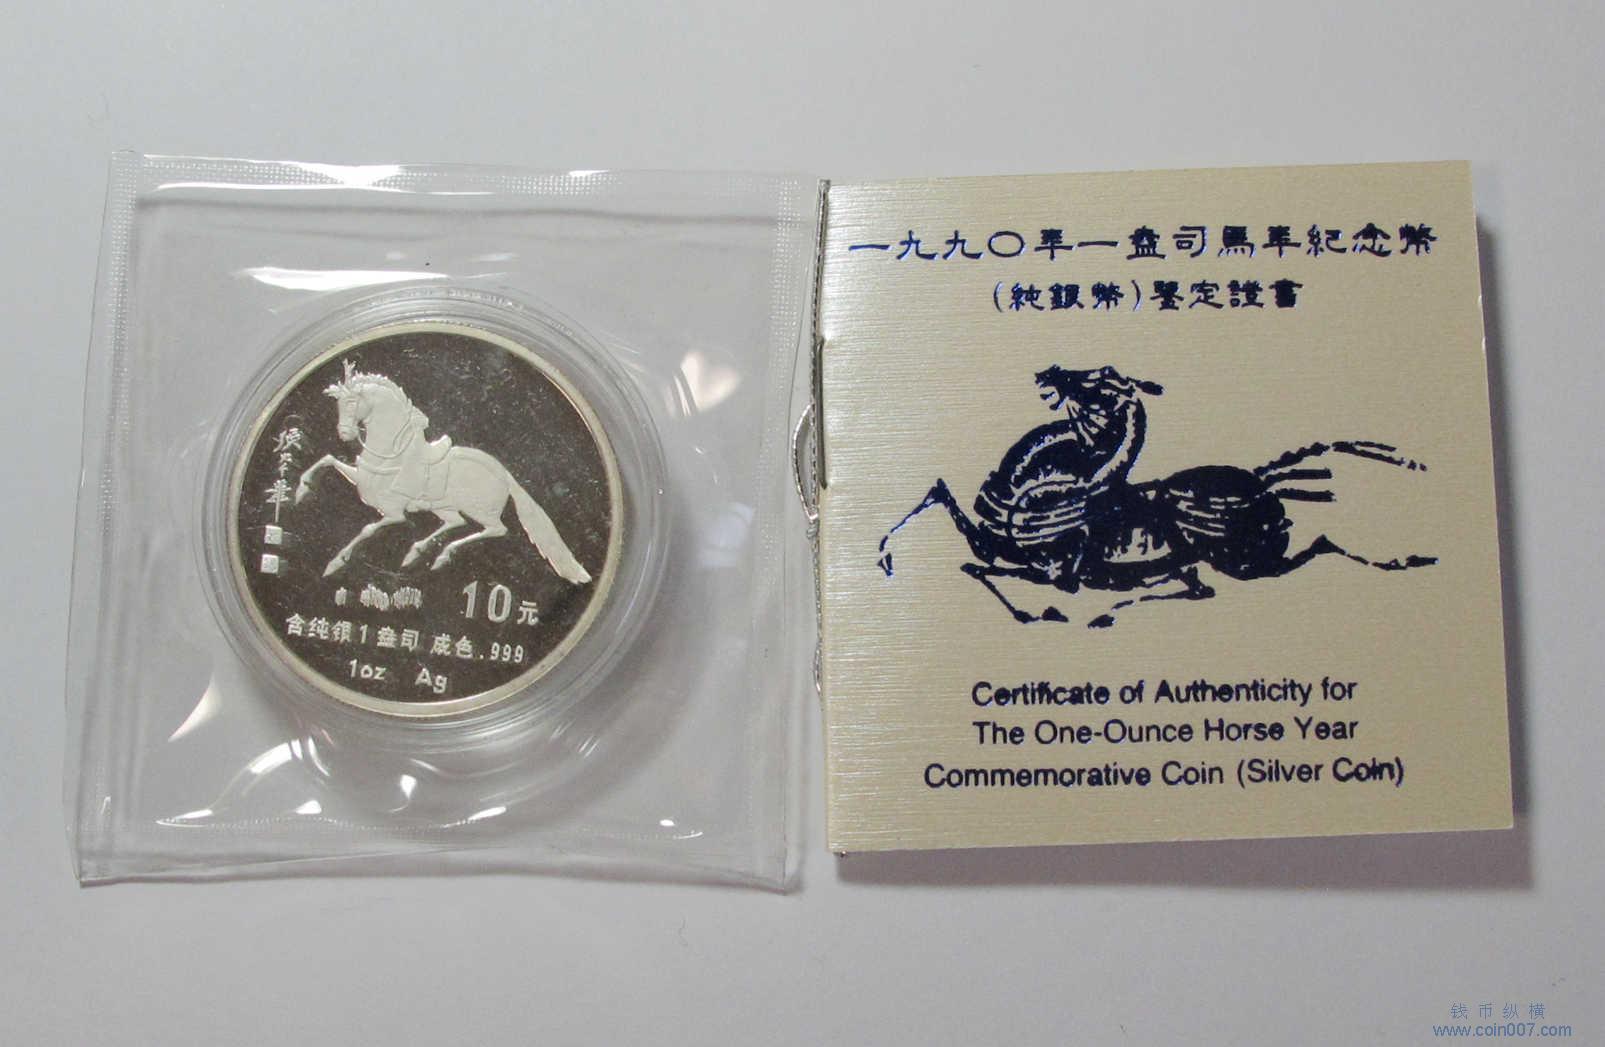 10元
含纯银1盎司 成色.999
1oz Ag
一九九〇年一盎司馬年紀念幣
(純銀幣)鑒定證書
Certificate of Authenticity for
The One-Ounce Horse Year
Commemorative Coin (Silver Coin)
钱币纵横
www.coin007.com